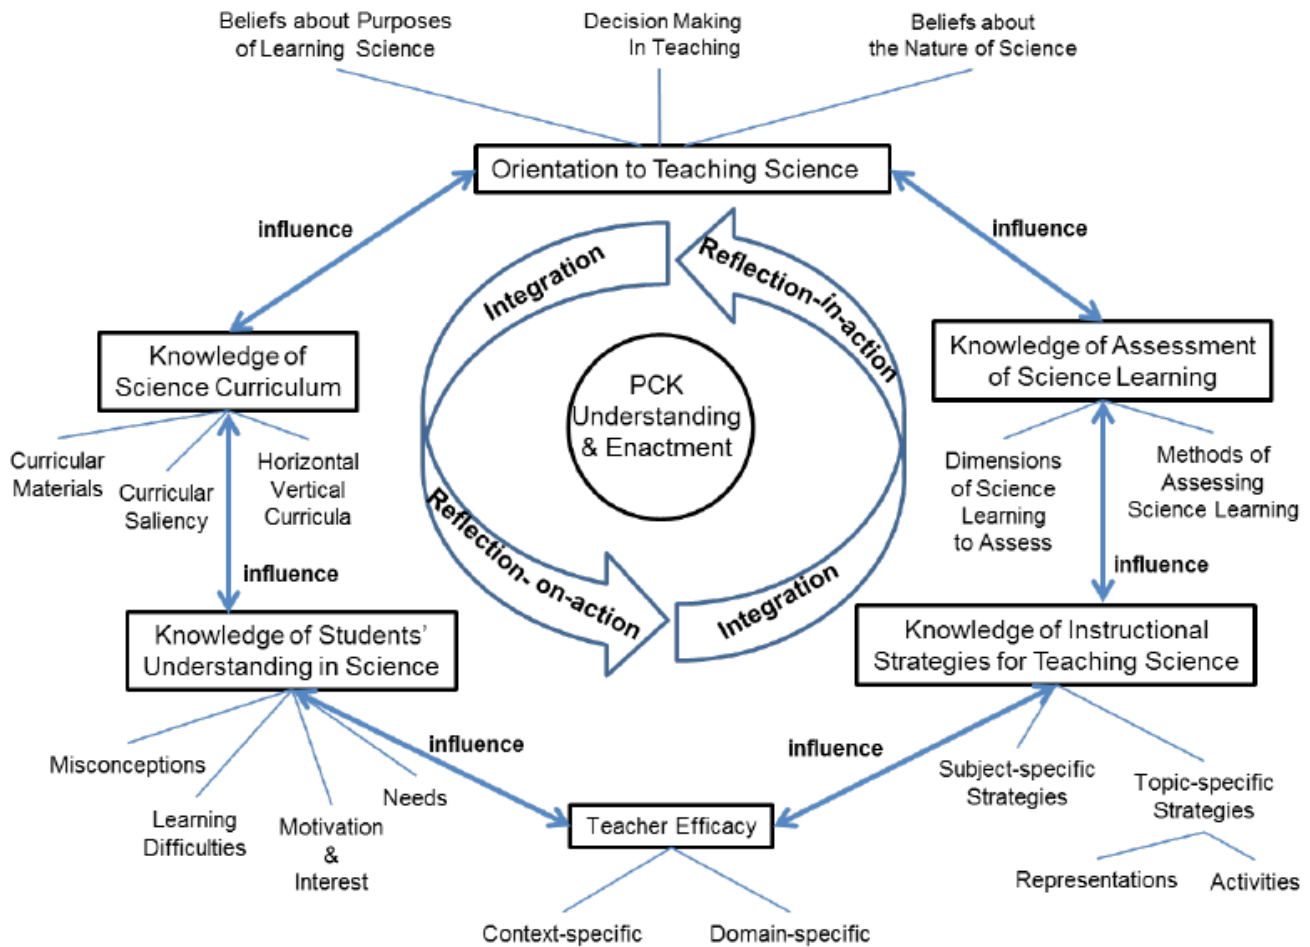 Beliefs about Purposes
of Learning Science
Decision Making
In Teaching
Beliefs about
the Nature of Science
Orientation to Teaching Science
influence
influence
Integration
Reflection-in-action
Knowledge of
Science Curriculum
PCK
Understanding
& Enactment
Knowledge of Assessment
of Science Learning
Curricular
Materials
Curricular
Saliency
Horizontal
Vertical
Curricula
Dimensions
of Science
Learning
to Assess
Methods of
Assessing
Science Learning
Reflection- on-action
Integration
influence
influence
Knowledge of Students’
Understanding in Science
Knowledge of Instructional
Strategies for Teaching Science
influence
influence
Misconceptions
Learning
Difficulties
Motivation
&
Interest
Needs
Subject-specific
Strategies
Topic-specific
Strategies
Teacher Efficacy
Representations
Activities
Context-specific
Domain-specific